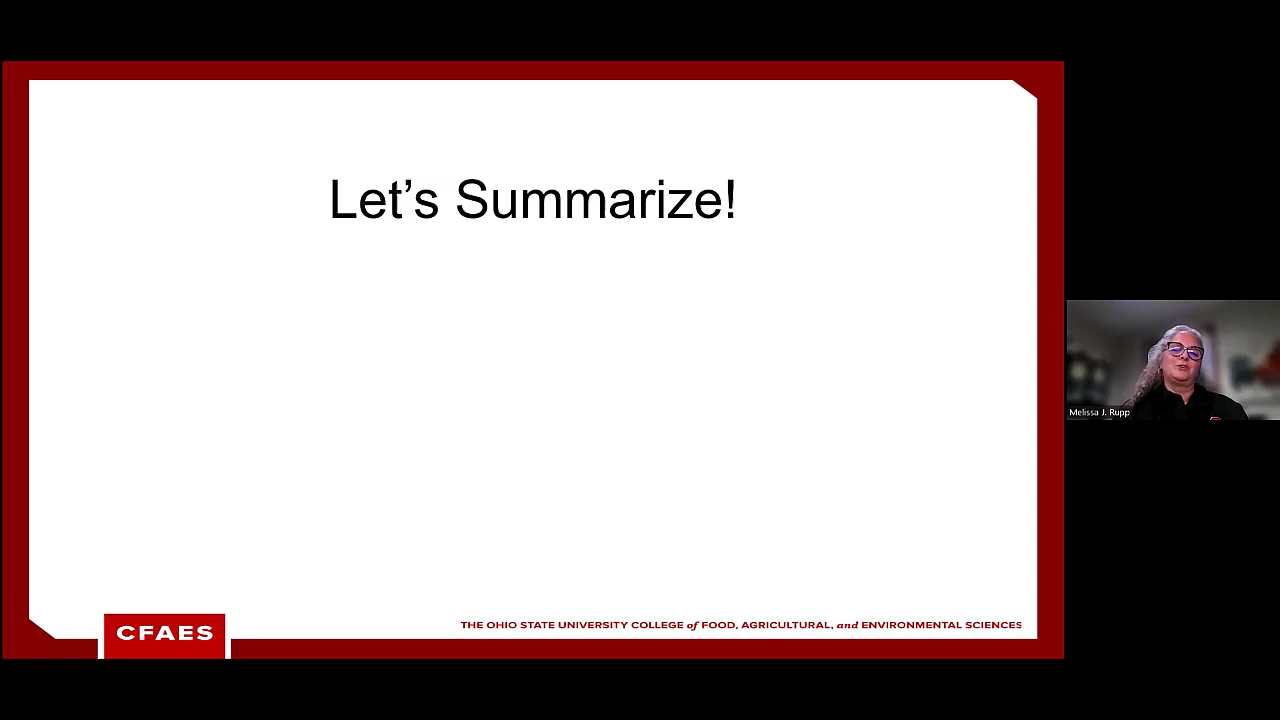 Let’s Summarize!
Melissa J. Rupp
CFAES
THE OHIO STATE UNIVERSITY COLLEGE of FOOD, AGRICULTURAL, and ENVIRONMENTAL SCIENCES